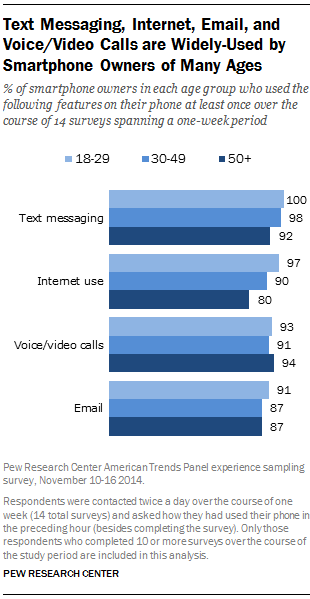 Text Messaging, Internet, Email, and
Voice/Video Calls are Widely-Used by
Smartphone Owners of Many Ages
% of smartphone owners in each age group who used the
following features on their phone at least once over the
course of 14 surveys spanning a one-week period
18-29 30-49 50+
100
Text messaging 98
92
97
Internet use 90
80
93
Voice/video calls 91
94
91
Email 87
87
Pew Research Center American Trends Panel experience sampling
survey, November 10-16 2014.
Respondents were contacted twice a day over the course of one
week (14 total surveys) and asked how they had used their phone in
the preceding hour (besides completing the survey). Only those
respondents who completed 10 or more surveys over the course of
the study period are included in this analysis.
PEW RESEARCH CENTER